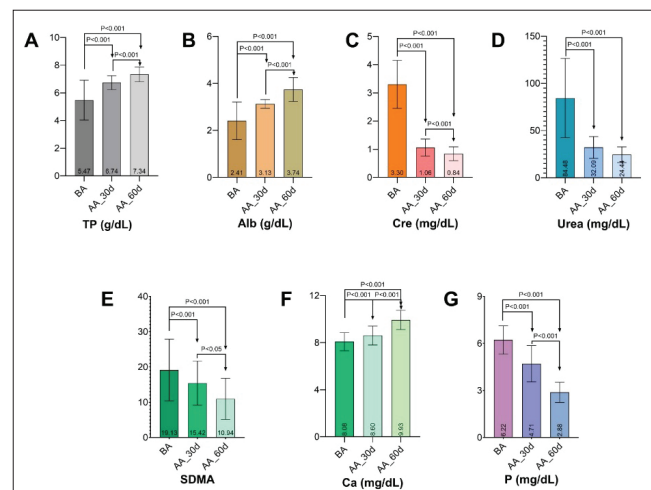 A
P<0.001
P<0.001
P<0.001
10
8
6
4
2
0
5.47
6.74
7.34
BA
AA_30d
AA_60d
TP (g/dL)
B
P<0.001
P<0.001
P<0.001
6
4
2
0
2.41
3.13
3.74
BA
AA_30d
AA_60d
Alb (g/dL)
C
P<0.001
P<0.001
P<0.001
5
4
3
2
1
0
3.30
1.06
0.84
BA
AA_30d
AA_60d
Cre (mg/dL)
D
P<0.001
P<0.001
150
125
100
75
50
25
0
84.48
32.09
BA
AA_30d
AA_60d
Urea (mg/dL)
E
P<0.001
P<0.001
P<0.05
40
30
20
10
0
19.13
15.42
10.94
BA
AA_30d
AA_60d
SDMA
F
P<0.001
P<0.001
P<0.001
16
12
8
4
0
8.08
8.60
9.93
BA
AA_30d
AA_60d
Ca (mg/dL)
G
P<0.001
P<0.001
P<0.001
9
6
3
0
6.22
4.71
2.88
BA
AA_30d
AA_60d
P (mg/dL)